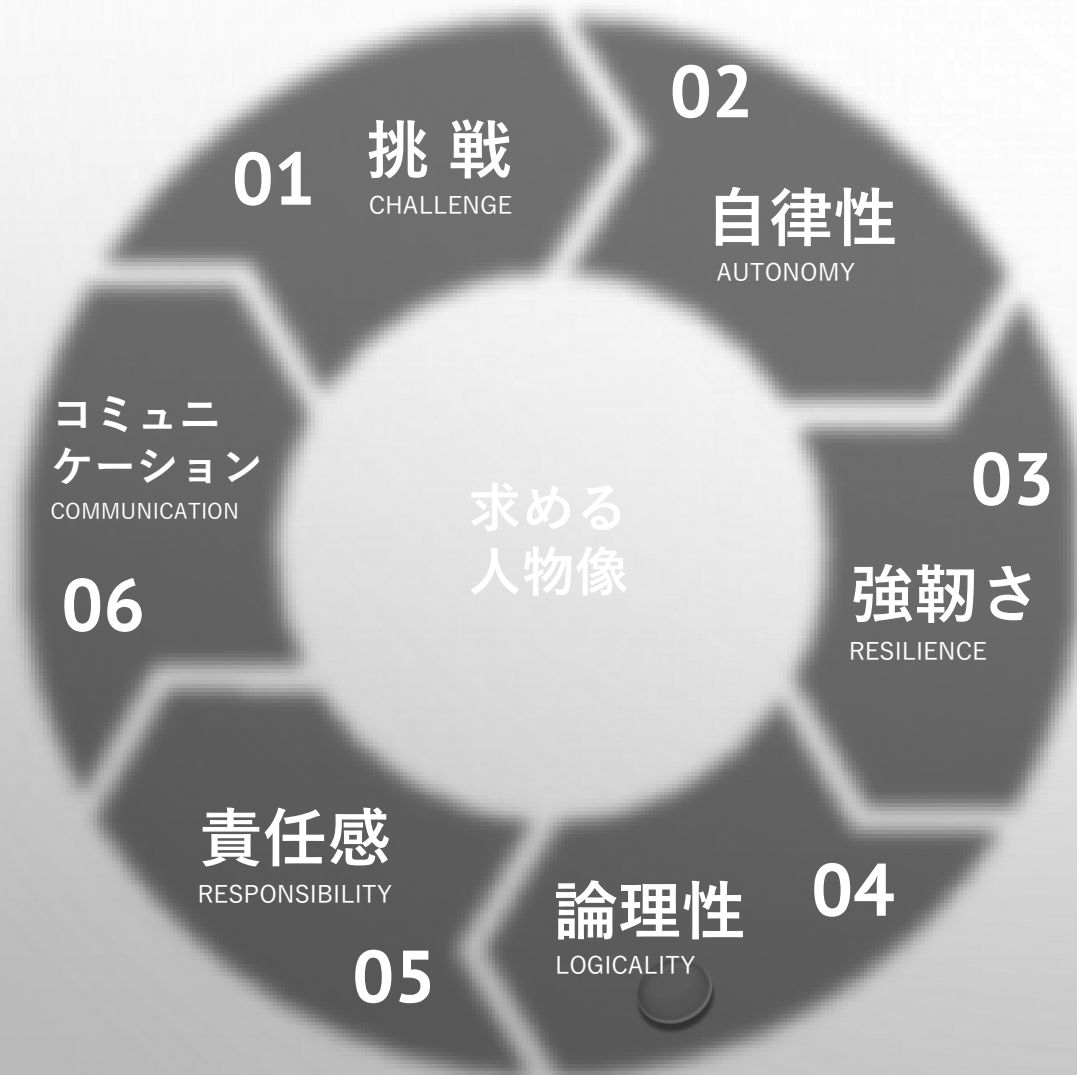 01
挑戦
CHALLENGE
02
自律性
AUTONOMY
03
強靭さ
RESILIENCE
04
論理性
LOGICALITY
05
責任感
RESPONSIBILITY
コミュニ
ケーション
COMMUNICATION
06
求める
人物像